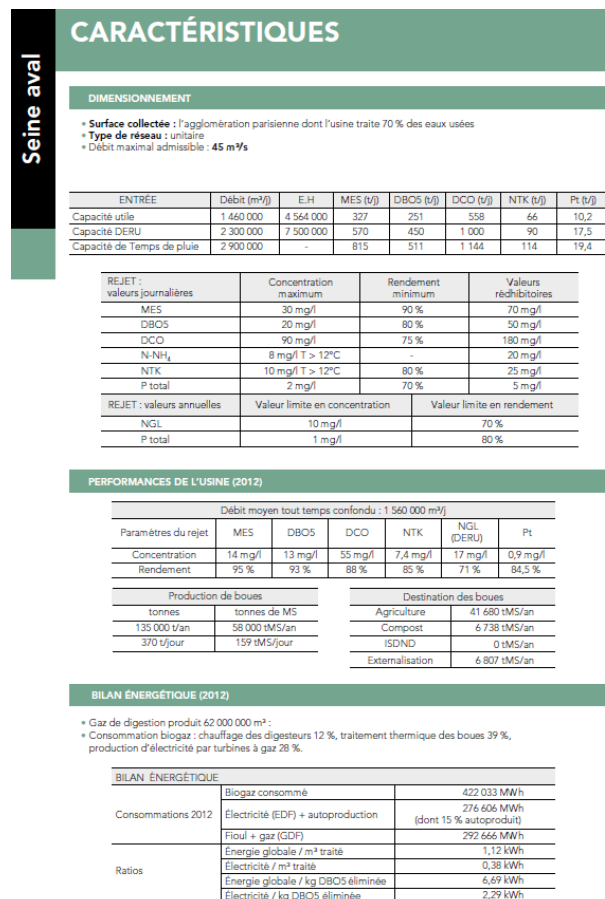 Seine aval
CARACTÉRISTIQUES
DIMENSIONNEMENT
• Surface collectée : l'agglomération parisienne dont l'usine traite 70 % des eaux usées
• Type de réseau : unitaire
• Débit maximal admissible : 45 m³/s
ENTRÉE Débit (m³/j) E.H MES (t/j) DBO5 (t/j) DCO (t/j) NTK (t/j) Pt (t/j)
Capacité utile 1 460 000 4 564 000 327 251 558 66 10,2
Capacité DERU 2 300 000 7 500 000 570 450 1 000 90 17,5
Capacité de Temps de pluie 2 900 000 - 815 511 1 144 114 19,4
REJET : Concentration Rendement Valeurs
valeurs journalières maximum minimum rédhibitoires
MES 30 mg/l 90 % 70 mg/l
DBO5 20 mg/l 80 % 50 mg/l
DCO 90 mg/l 75 % 180 mg/l
N-NH₄ 8 mg/l T > 12°C - 20 mg/l
NTK 10 mg/l T > 12°C 80 % 25 mg/l
P total 2 mg/l 70 % 5 mg/l
REJET : valeurs annuelles Valeur limite en concentration Valeur limite en rendement
NGL 10 mg/l 70 %
P total 1 mg/l 80 %
PERFORMANCES DE L'USINE (2012)
Débit moyen tout temps confondu : 1 560 000 m³/j
Paramètres du rejet MES DBO5 DCO NTK NGL (DERU) Pt
Concentration 14 mg/l 13 mg/l 55 mg/l 7,4 mg/l 17 mg/l 0,9 mg/l
Rendement 95 % 93 % 88 % 85 % 71 % 84,5 %
Production de boues
tonnes tonnes de MS
135 000 t/an 58 000 tMS/an
370 t/jour 159 tMS/jour
Destination des boues
Agriculture 41 680 tMS/an
Compost 6 738 tMS/an
ISDND 0 tMS/an
Externalisation 6 807 tMS/an
BILAN ÉNERGÉTIQUE (2012)
• Gaz de digestion produit 62 000 000 m³ :
• Consommation biogaz : chauffage des digesteurs 12 %, traitement thermique des boues 39 %,
production d'électricité par turbines à gaz 28 %.
BILAN ÉNERGÉTIQUE
Consommations 2012
Biogaz consommé 422 033 MWh
Électricité (EDF) + autoproduction 276 606 MWh
(dont 15 % autoproduit)
Fioul + gaz (GDF) 292 666 MWh
Ratios
Énergie globale / m³ traité 1,12 kWh
Électricité / m³ traité 0,38 kWh
Énergie globale / kg DBO5 éliminée 6,69 kWh
Électricité / kg DBO5 éliminée 2,29 kWh